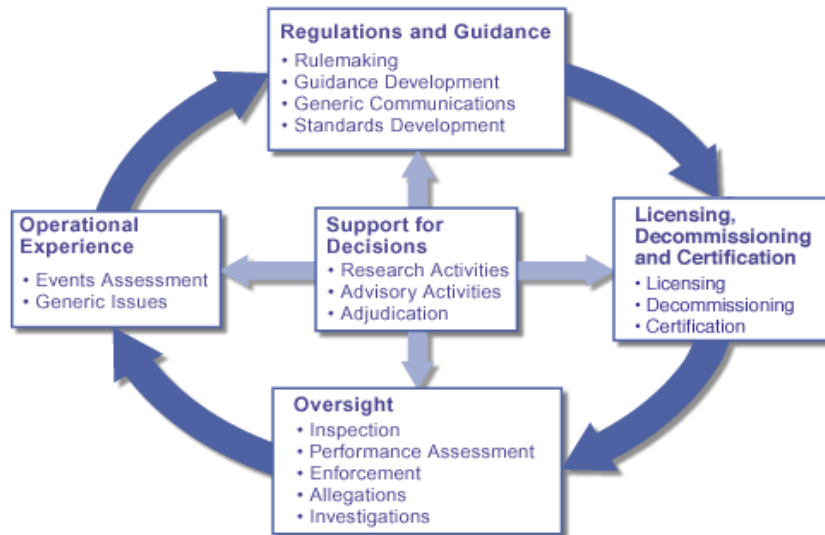 Regulations and Guidance
• Rulemaking
• Guidance Development
• Generic Communications
• Standards Development
Operational
Experience
• Events Assessment
• Generic Issues
Support for
Decisions
• Research Activities
• Advisory Activities
• Adjudication
Licensing,
Decommissioning
and Certification
• Licensing
• Decommissioning
• Certification
Oversight
• Inspection
• Performance Assessment
• Enforcement
• Allegations
• Investigations